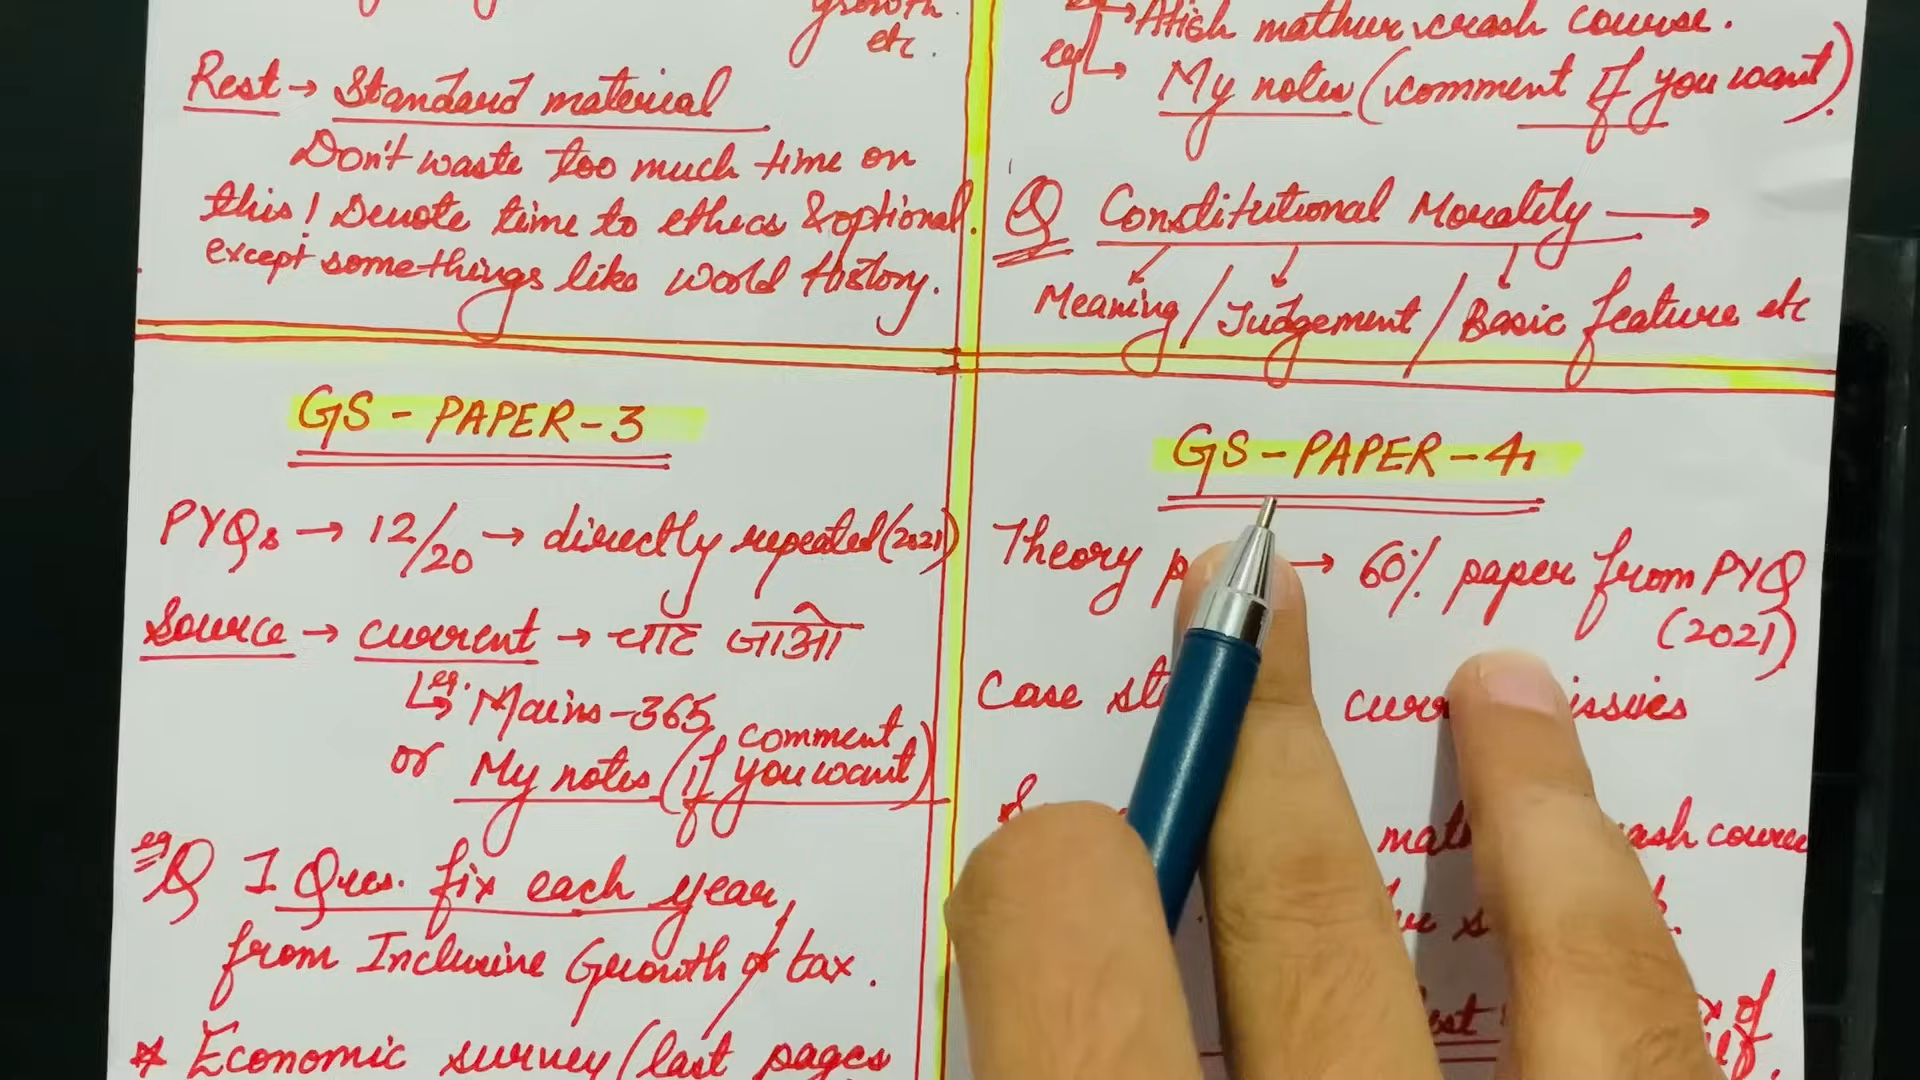 growth.
etc.
Rest → Standard material
Don't waste too much time on
this! Devote time to ethics & optional.
except somethings like world History.
Atish mathur crash course.
eg → My notes (comment if you want)
Q Constitutional Morality →
Meaning / Judgement / Basic feature etc
GS - PAPER - 3
PYQs → 12/20 → directly repeated (2021)
Source → current → चाट जाओ
eg. Mains-365
or My notes (if you want)
comment
eg Q 1 Ques. fix each year,
from Inclusive Growth & tax.
* Economic survey (last pages
GS - PAPER - 4
Theory → 60% paper from PYQ
(2021)
Case issues
crash course
of